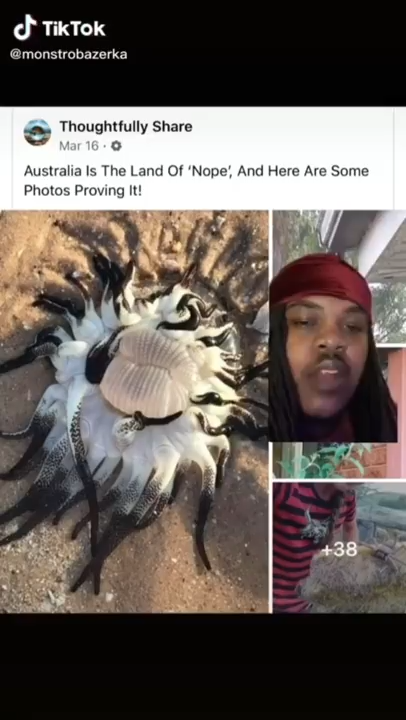 TikTok
@monstrobazerka
Thoughtfully Share
Mar 16 ·
Australia Is The Land Of ‘Nope’, And Here Are Some
Photos Proving It!
+38